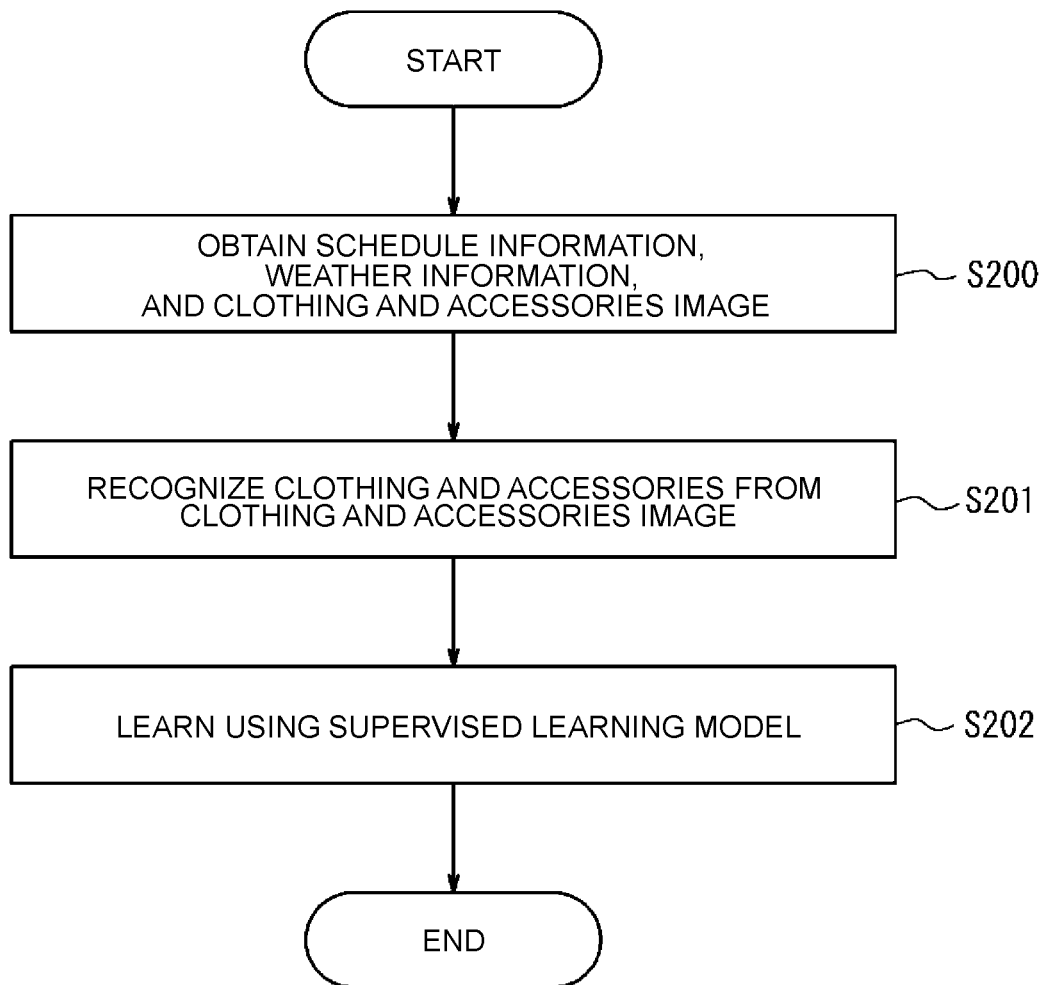 START
OBTAIN SCHEDULE INFORMATION,
WEATHER INFORMATION,
AND CLOTHING AND ACCESSORIES IMAGE
S200
RECOGNIZE CLOTHING AND ACCESSORIES FROM
CLOTHING AND ACCESSORIES IMAGE
S201
LEARN USING SUPERVISED LEARNING MODEL
S202
END